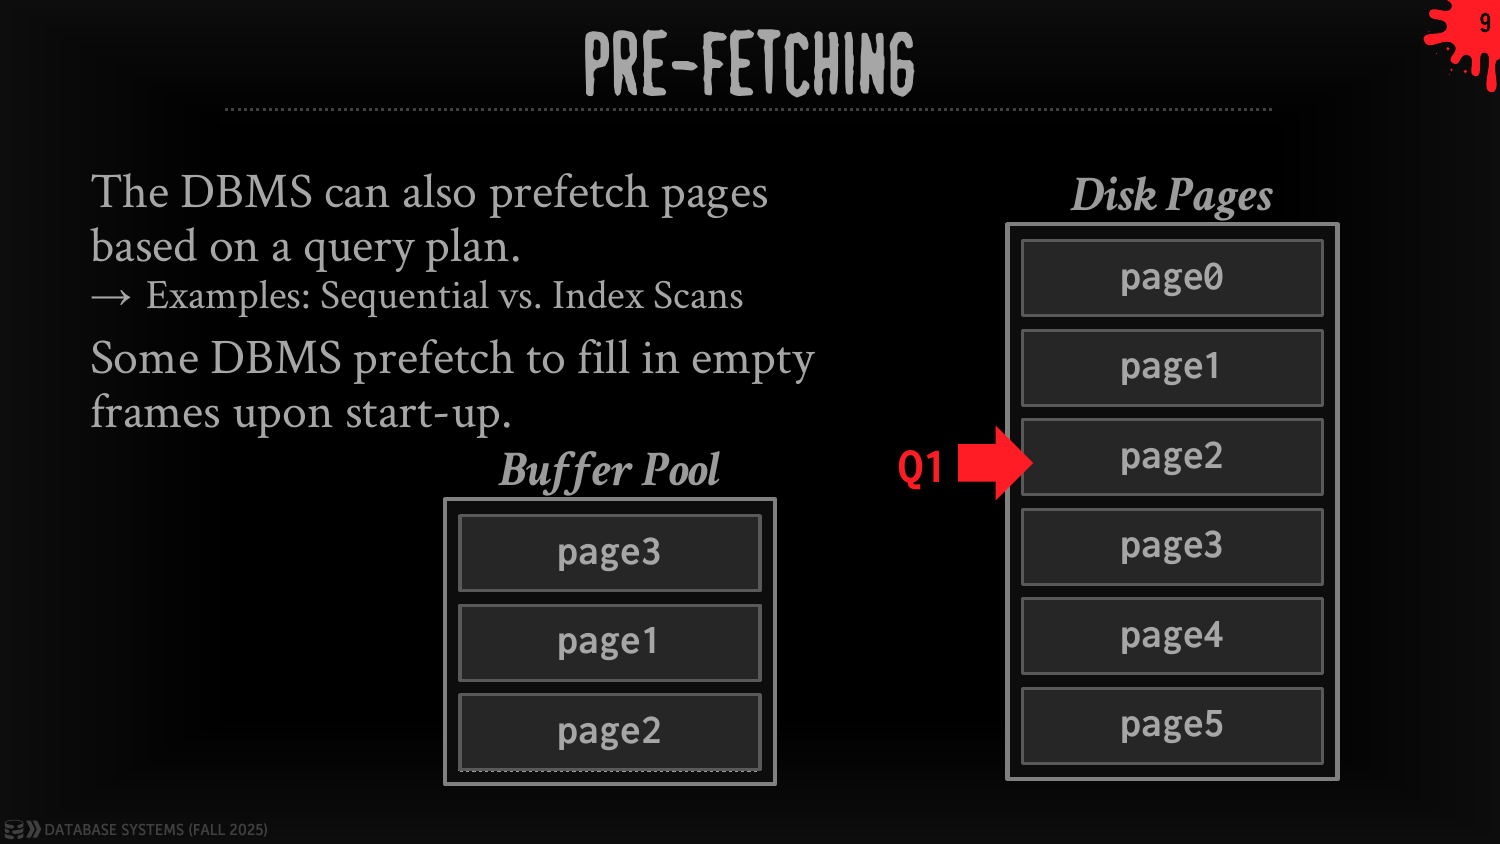 9
PRE-FETCHING
The DBMS can also prefetch pages
based on a query plan.
→ Examples: Sequential vs. Index Scans
Some DBMS prefetch to fill in empty
frames upon start-up.
Buffer Pool
page3
page1
page2
Disk Pages
page0
page1
Q1
page2
page3
page4
page5
DATABASE SYSTEMS (FALL 2025)